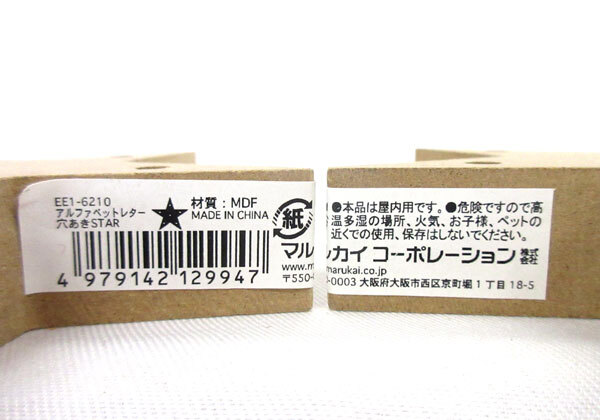 EE1-6210
アルファベットレター
穴あきSTAR
材質：MDF
MADE IN CHINA
紙
4 979142 129947
マル
www.m
〒550-
●本品は屋内用です。●危険ですので高
温多湿の場所、火気、お子様、ペットの
近くでの使用、保存はしないでください。
カイ コーポレーション 株式会社
marukai.co.jp
-0003 大阪府大阪市西区京町堀1丁目18-5